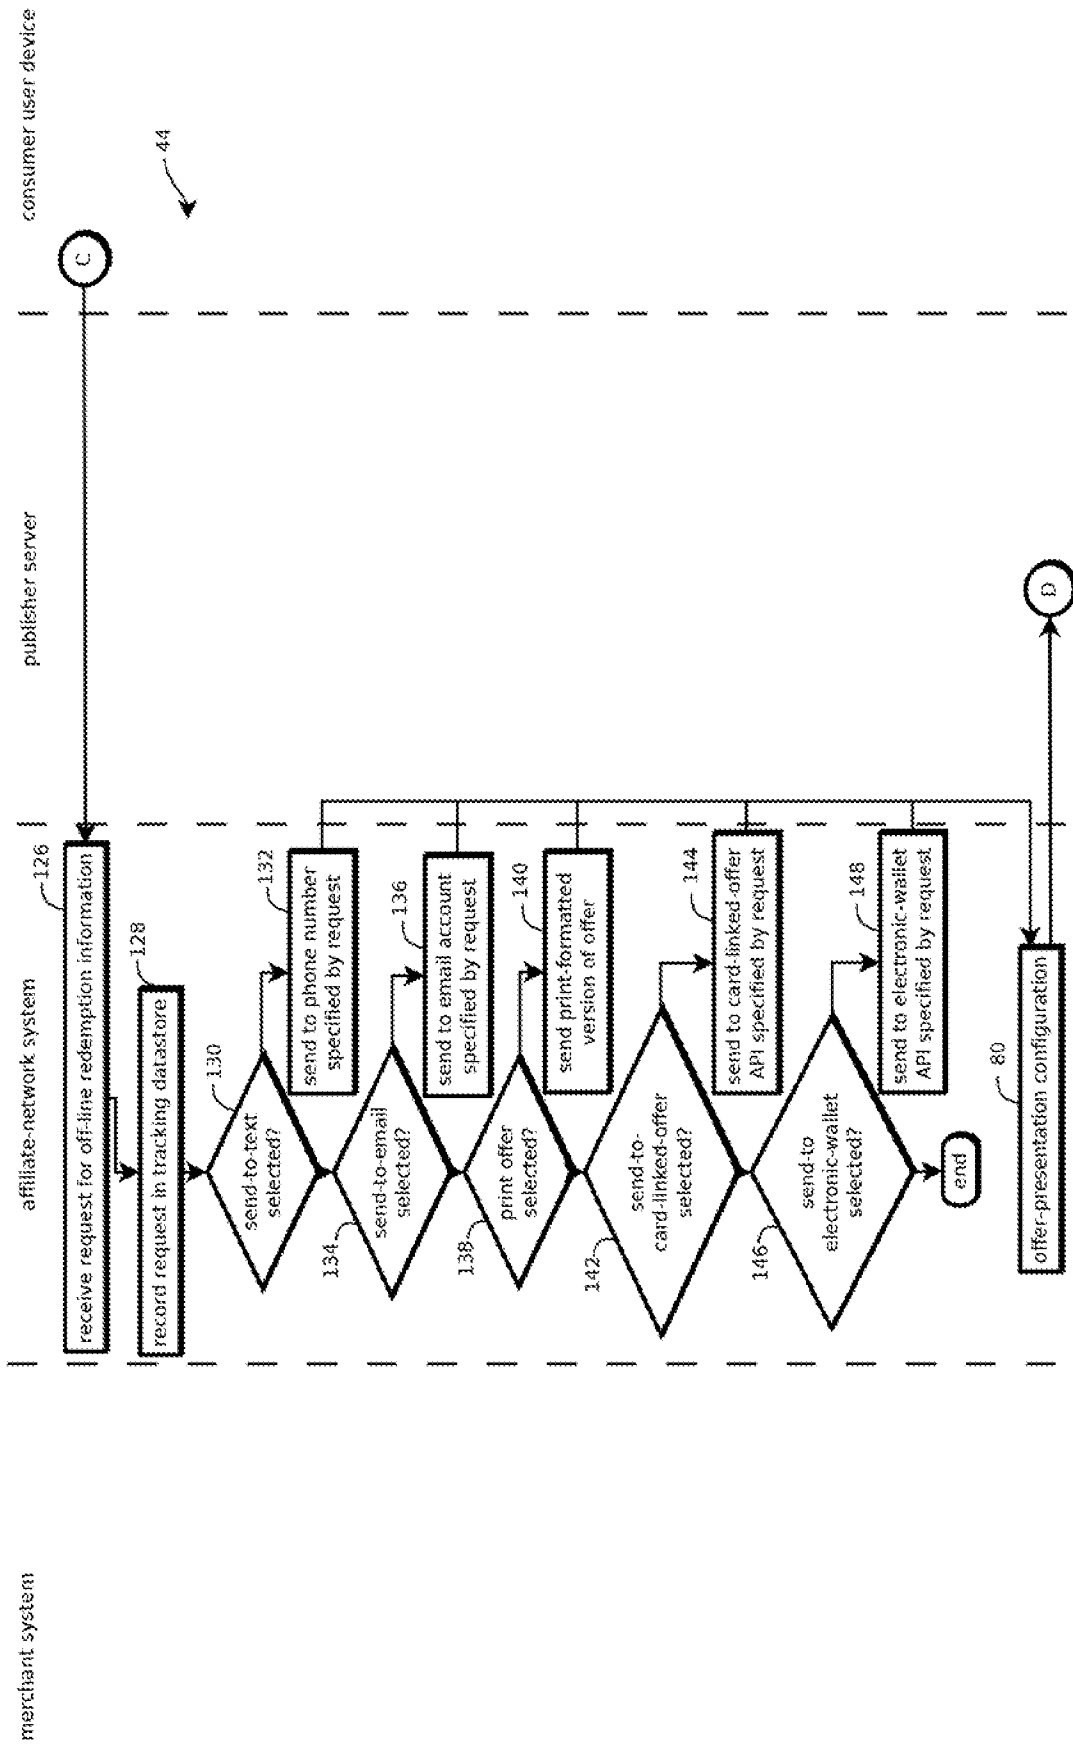 merchant system
affiliate-network system
publisher server
consumer user device
C
44
126
receive request for off-line redemption information
128
record request in tracking datastore
130
send-to-text
selected?
132
send to phone number
specified by request
134
send-to-email
selected?
136
send to email account
specified by request
138
print offer
selected?
140
send print-formatted
version of offer
142
send-to-
card-linked-offer
selected?
144
send to card-linked-offer
API specified by request
146
send-to
electronic-wallet
selected?
148
send to electronic-wallet
API specified by request
end
80
offer-presentation configuration
D